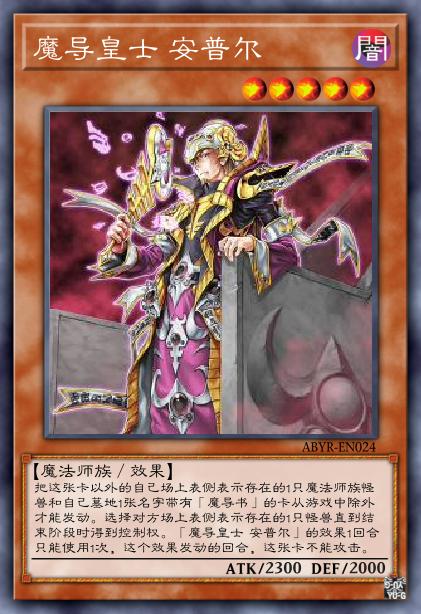 魔导皇士 安普尔
闇
ABYR-EN024
【魔法师族／效果】
把这张卡以外的自己场上表侧表示存在的1只魔法师族怪
兽和自己墓地1张名字带有「魔导书」的卡从游戏中除外
才能发动。选择对方场上表侧表示存在的1只怪兽直到结
束阶段时得到控制权。「魔导皇士 安普尔」的效果1回合
只能使用1次，这个效果发动的回合，这张卡不能攻击。
ATK/2300 DEF/2000